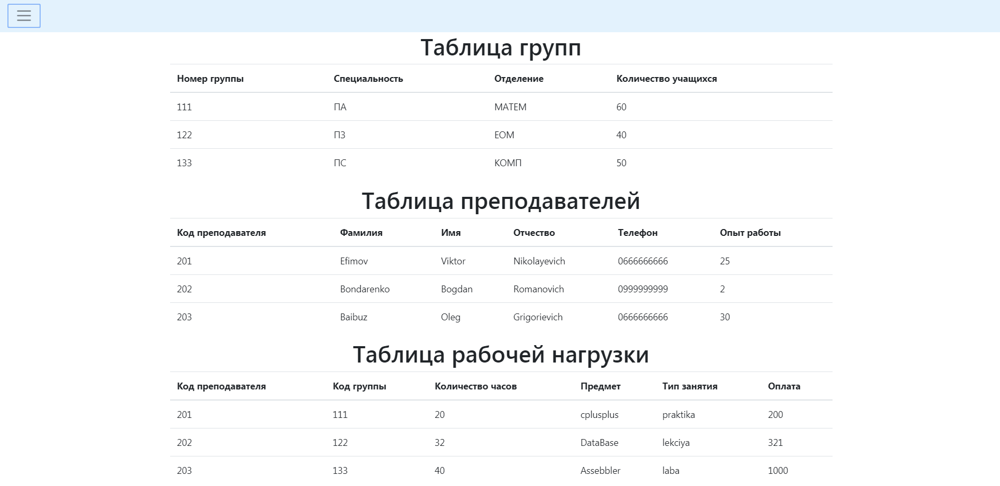 Таблица групп
Номер группы Специальность Отделение Количество учащихся
111 ПА МАТЕМ 60
122 ПЗ ЕОМ 40
133 ПС КОМП 50
Таблица преподавателей
Код преподавателя Фамилия Имя Отчество Телефон Опыт работы
201 Efimov Viktor Nikolayevich 0666666666 25
202 Bondarenko Bogdan Romanovich 0999999999 2
203 Baibuz Oleg Grigorievich 0666666666 30
Таблица рабочей нагрузки
Код преподавателя Код группы Количество часов Предмет Тип занятия Оплата
201 111 20 cplusplus praktika 200
202 122 32 DataBase lekciya 321
203 133 40 Assebbler laba 1000